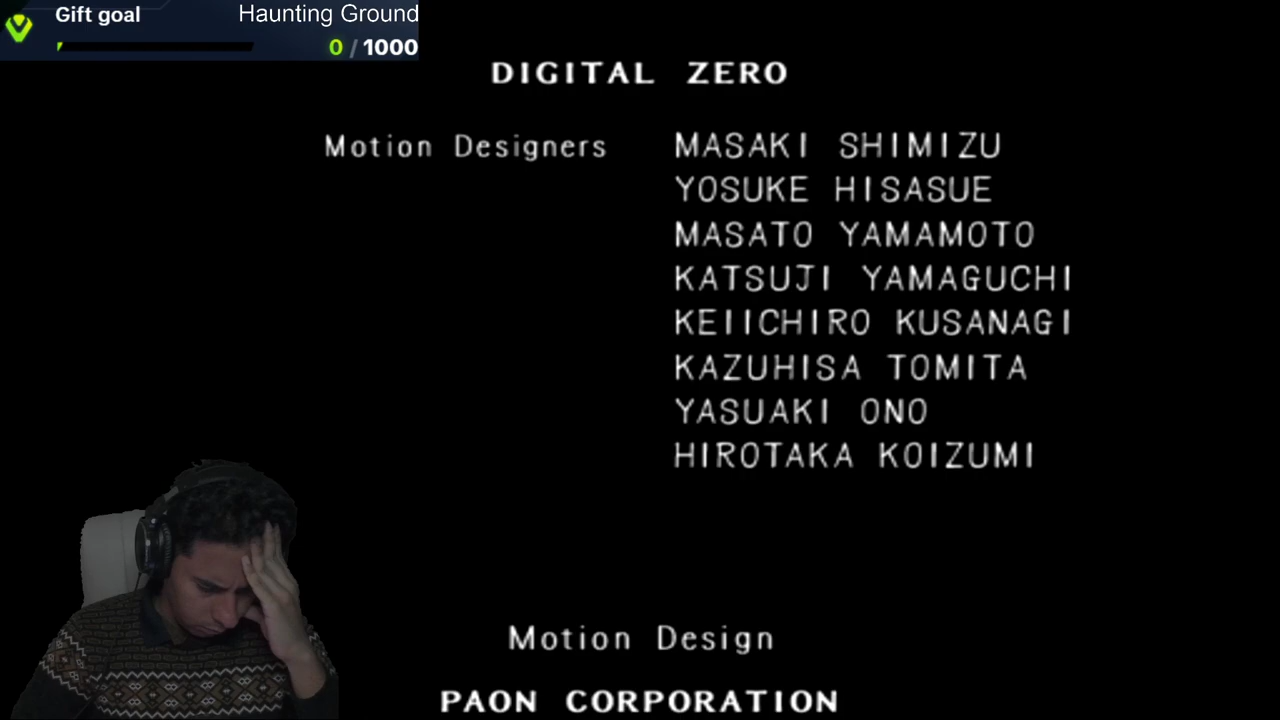 Gift goal
Haunting Ground
0 / 1000
DIGITAL ZERO
Motion Designers
MASAKI SHIMIZU
YOSUKE HISASUE
MASATO YAMAMOTO
KATSUJI YAMAGUCHI
KEIICHIRO KUSANAGI
KAZUHISA TOMITA
YASUAKI ONO
HIROTAKA KOIZUMI
Motion Design
PAON CORPORATION